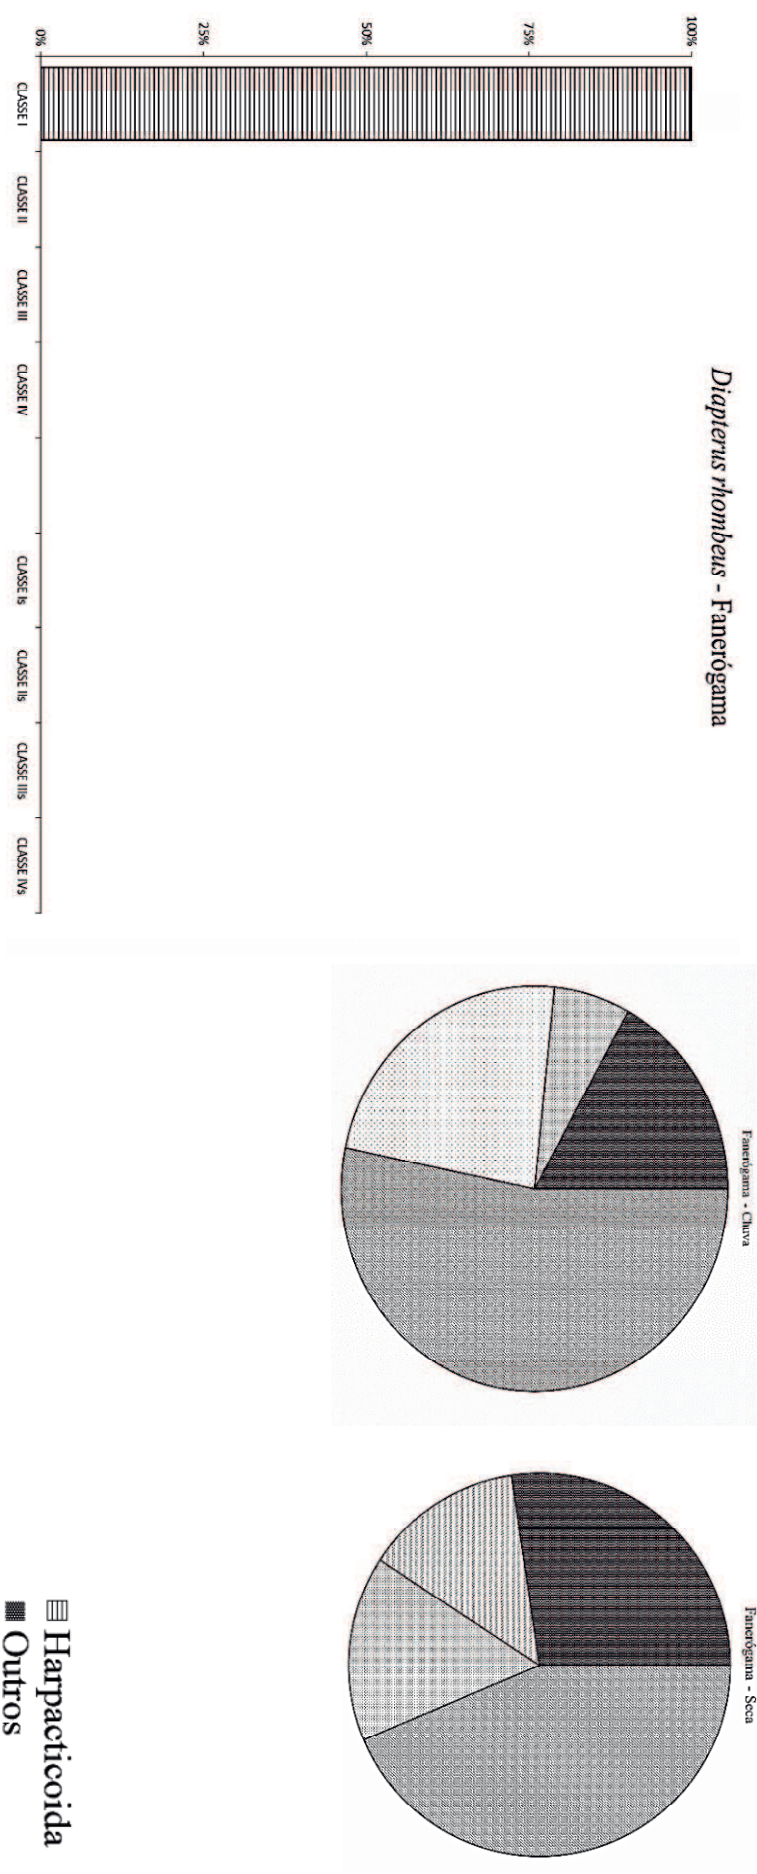 Diapterus rhombeus - Fanerógama
100%
75%
50%
25%
0%
CLASSE I
CLASSE II
CLASSE III
CLASSE IV
CLASSE Is
CLASSE IIs
CLASSE IIIs
CLASSE IVs
Fanerógama - Chuva
Fanerógama - Seca
Harpacticoida
Outros